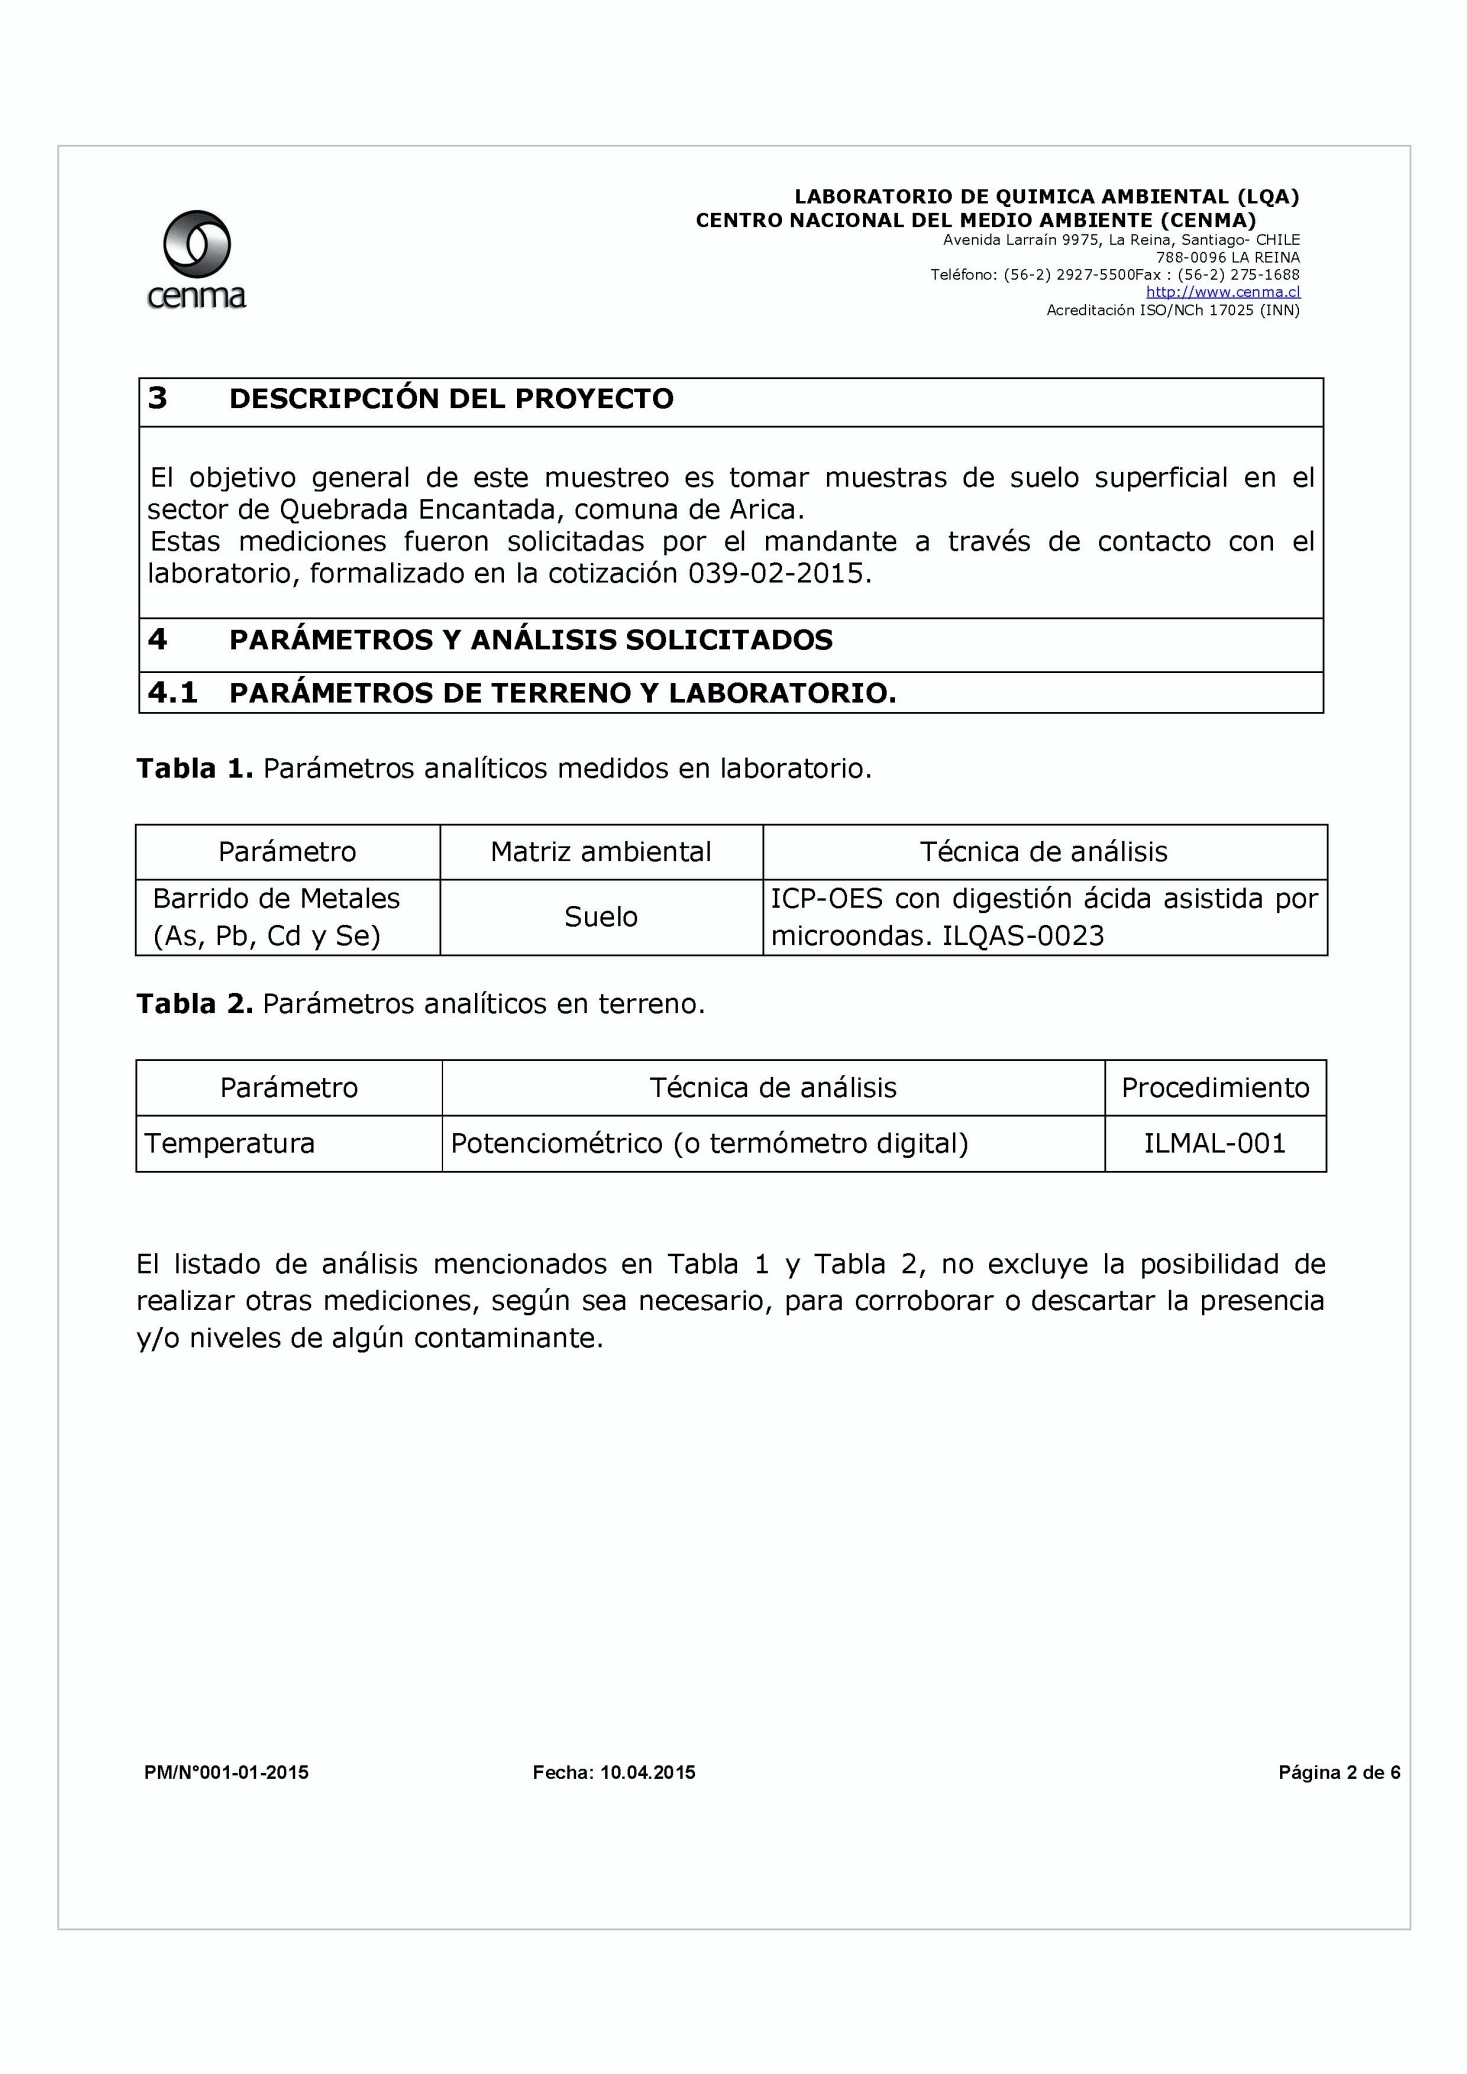 cenma
LABORATORIO DE QUIMICA AMBIENTAL (LQA)
CENTRO NACIONAL DEL MEDIO AMBIENTE (CENMA)
Avenida Larraín 9975, La Reina, Santiago- CHILE
788-0096 LA REINA
Teléfono: (56-2) 2927-5500Fax : (56-2) 275-1688
http://www.cenma.cl
Acreditación ISO/NCh 17025 (INN)
3 DESCRIPCIÓN DEL PROYECTO
El objetivo general de este muestreo es tomar muestras de suelo superficial en el
sector de Quebrada Encantada, comuna de Arica.
Estas mediciones fueron solicitadas por el mandante a través de contacto con el
laboratorio, formalizado en la cotización 039-02-2015.
4 PARÁMETROS Y ANÁLISIS SOLICITADOS
4.1 PARÁMETROS DE TERRENO Y LABORATORIO.
Tabla 1. Parámetros analíticos medidos en laboratorio.
Parámetro Matriz ambiental Técnica de análisis
Barrido de Metales
(As, Pb, Cd y Se)
Suelo
ICP-OES con digestión ácida asistida por
microondas. ILQAS-0023
Tabla 2. Parámetros analíticos en terreno.
Parámetro Técnica de análisis Procedimiento
Temperatura Potenciométrico (o termómetro digital) ILMAL-001
El listado de análisis mencionados en Tabla 1 y Tabla 2, no excluye la posibilidad de
realizar otras mediciones, según sea necesario, para corroborar o descartar la presencia
y/o niveles de algún contaminante.
PM/N°001-01-2015 Fecha: 10.04.2015 Página 2 de 6